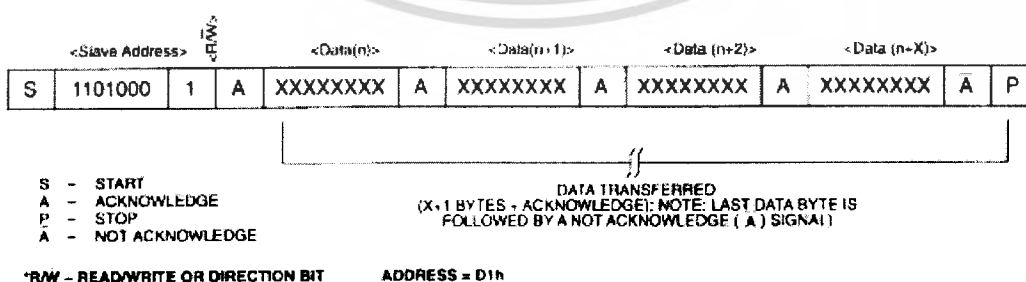 <Slave Address> <R/W̅> <Data(n)> <Data(n+1)> <Data (n+2)> <Data (n+X)>
S 1101000 1 A XXXXXXXX A XXXXXXXX A XXXXXXXX A XXXXXXXX A̅ P
S – START
A – ACKNOWLEDGE
P – STOP
A̅ – NOT ACKNOWLEDGE
DATA TRANSFERRED
(X+1 BYTES + ACKNOWLEDGE); NOTE: LAST DATA BYTE IS
FOLLOWED BY A NOT ACKNOWLEDGE ( A̅ ) SIGNAL)
*R/W – READ/WRITE OR DIRECTION BIT ADDRESS = D1h